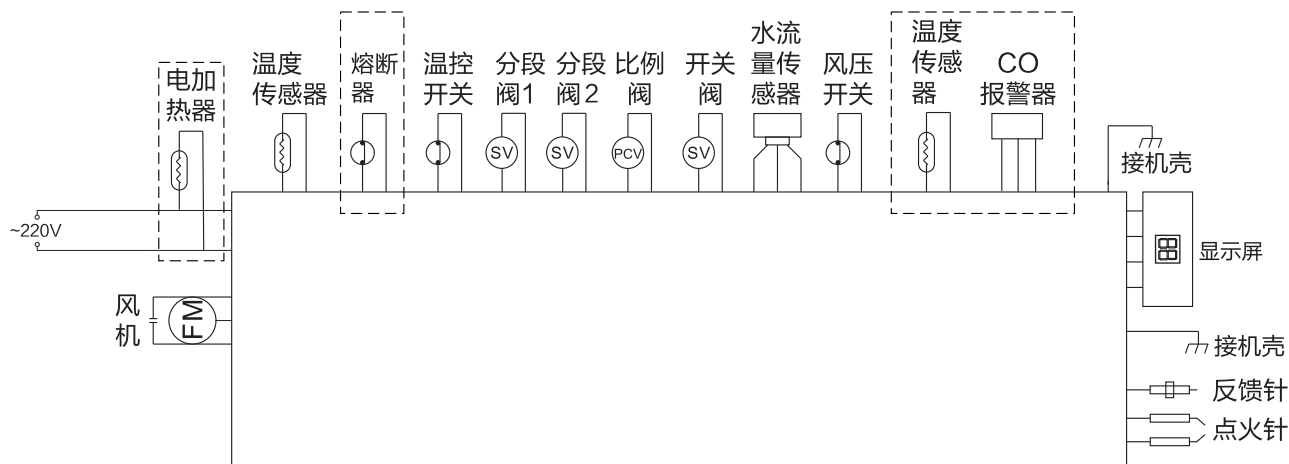 电加
热器
温度
传感器
熔断
器
温控
开关
分段
阀1
分段
阀2
比例
阀
开关
阀
水流
量传
感器
风压
开关
温度
传感
器
CO
报警器
SV
SV
PCV
SV
接机壳
~220V
显示屏
风
机
FM
接机壳
反馈针
点火针